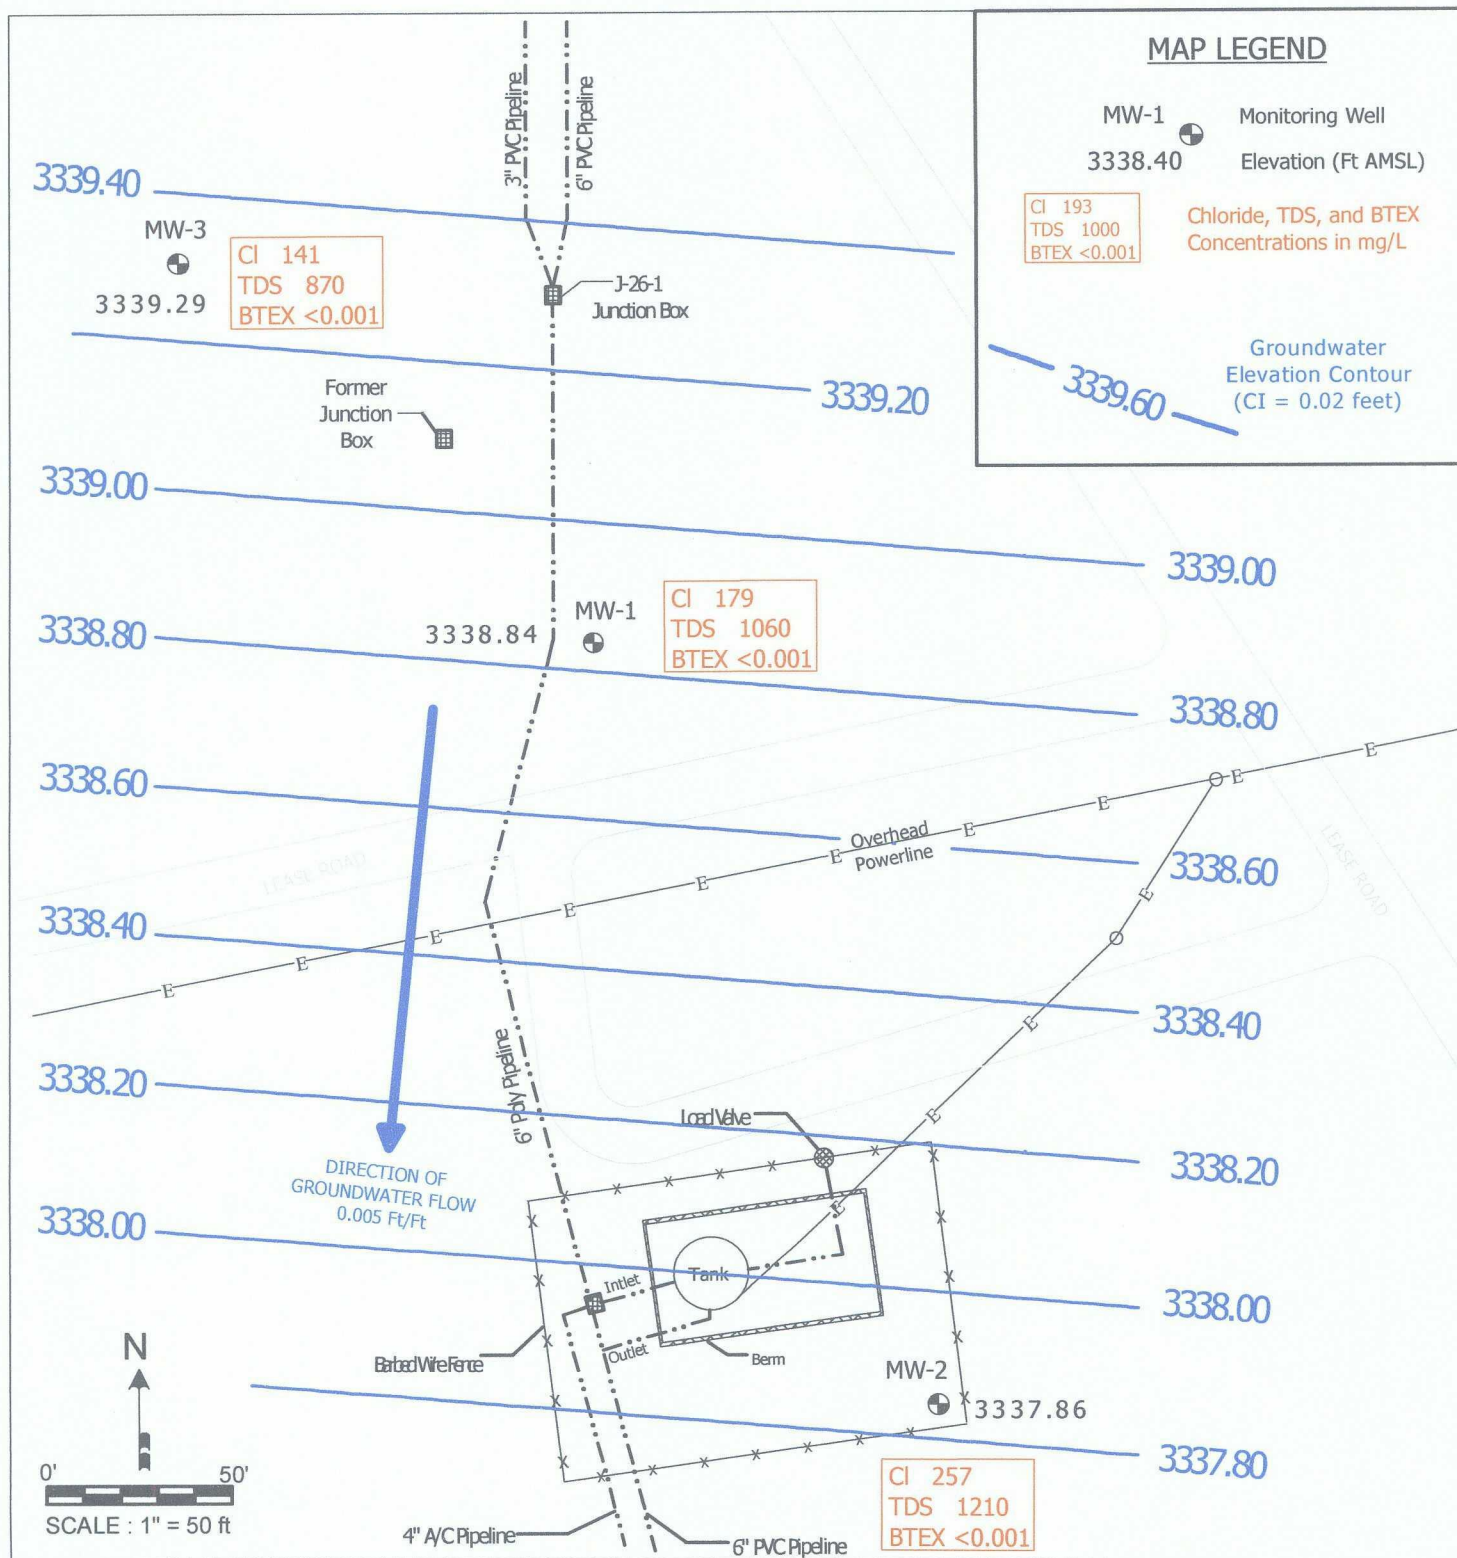 MAP LEGEND
MW-1
Monitoring Well
3338.40
Elevation (Ft AMSL)
Cl 193
TDS 1000
BTEX <0.001
Chloride, TDS, and BTEX
Concentrations in mg/L
3339.60
Groundwater
Elevation Contour
(CI = 0.02 feet)
3" PVC Pipeline
6" PVC Pipeline
3339.40
MW-3
3339.29
Cl 141
TDS 870
BTEX <0.001
J-26-1
Junction Box
3339.20
Former
Junction
Box
3339.00
3339.00
MW-1
3338.84
Cl 179
TDS 1060
BTEX <0.001
3338.80
3338.80
3338.60
Overhead
Powerline
3338.60
LEASE ROAD
LEASE ROAD
E
E
E
E
E
E
E
E
E
E
E
E
E
E
3338.40
3338.40
6" Poly Pipeline
3338.20
Load Valve
3338.20
DIRECTION OF
GROUNDWATER FLOW
0.005 Ft/Ft
3338.00
3338.00
Intlet
Tank
Outlet
Berm
Barbed Wire Fence
N
MW-2
3337.86
3337.80
0' 50'
SCALE : 1" = 50 ft
Cl 257
TDS 1210
BTEX <0.001
4" A/C Pipeline
6" PVC Pipeline